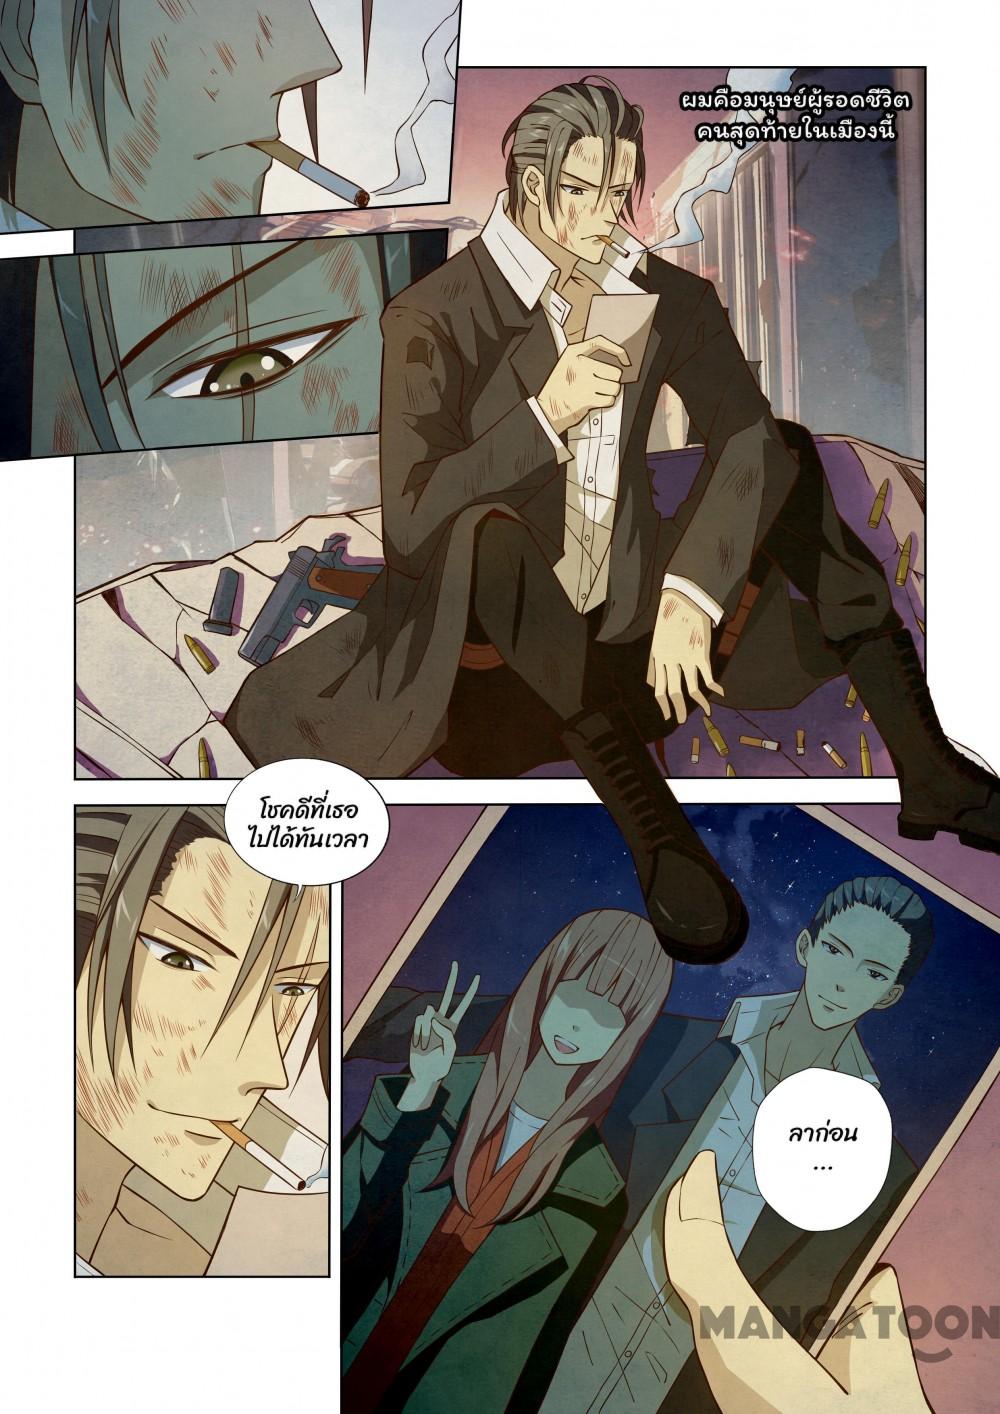 ผมคือมนุษย์ผู้รอดชีวิต
คนสุดท้ายในเมืองนี้
โชคดีที่เธอ
ไปได้ทันเวลา
ลาก่อน
...
MANGATOON